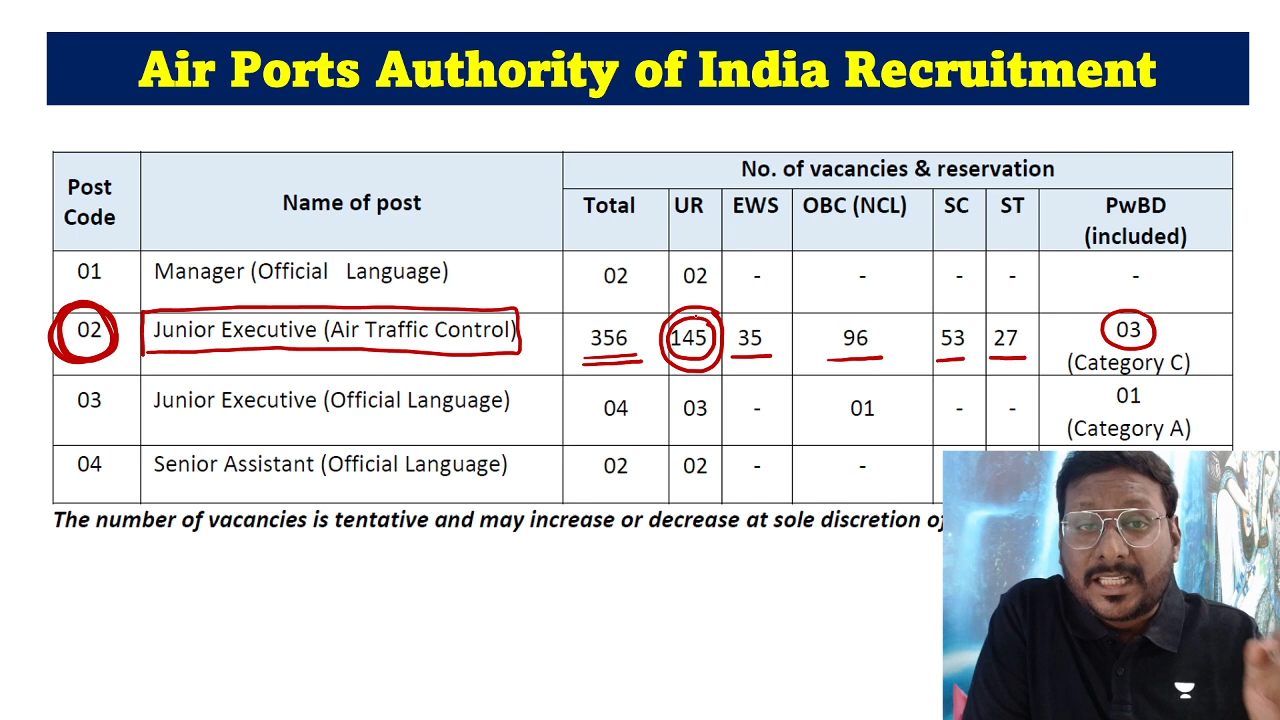 Air Ports Authority of India Recruitment
Post Code Name of post No. of vacancies & reservation
Total UR EWS OBC (NCL) SC ST PwBD (included)
01 Manager (Official Language) 02 02 - - - - -
02 Junior Executive (Air Traffic Control) 356 145 35 96 53 27 03 (Category C)
03 Junior Executive (Official Language) 04 03 - 01 - - 01 (Category A)
04 Senior Assistant (Official Language) 02 02 - -
The number of vacancies is tentative and may increase or decrease at sole discretion of